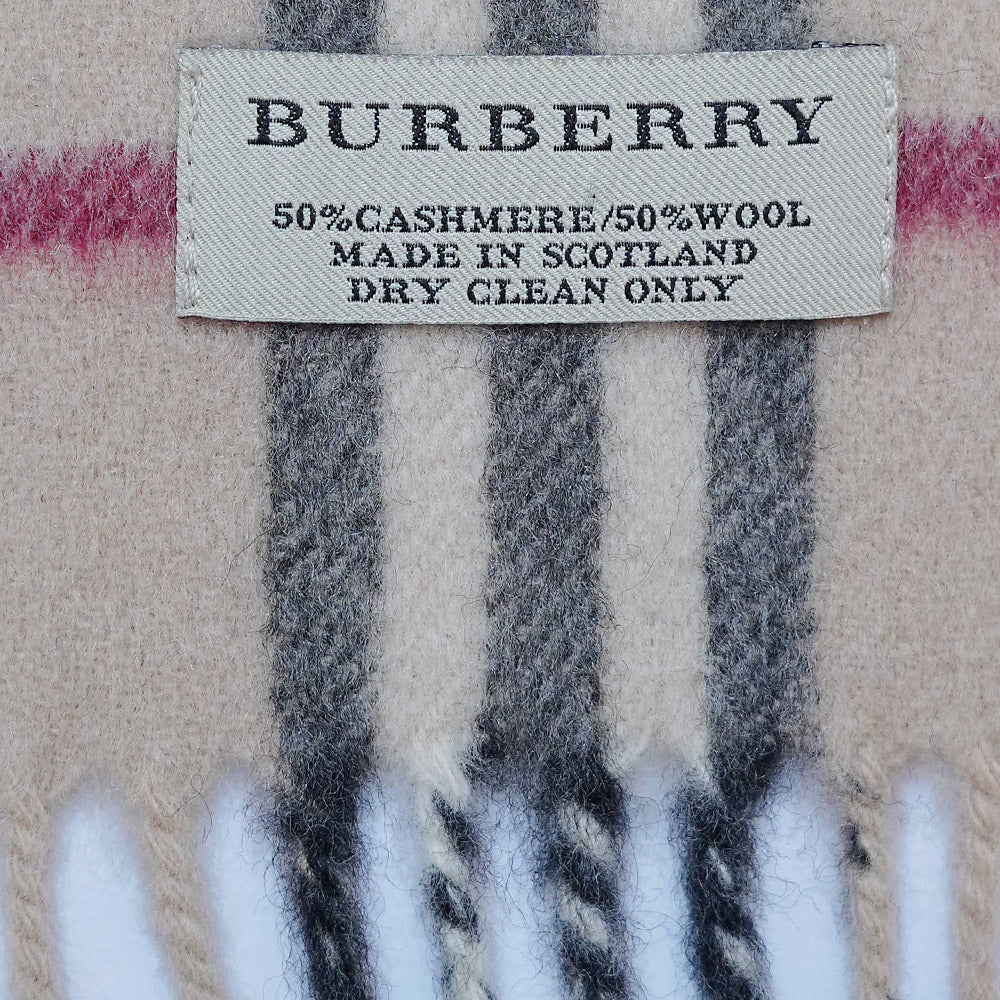 BURBERRY
50%CASHMERE/50%WOOL
MADE IN SCOTLAND
DRY CLEAN ONLY